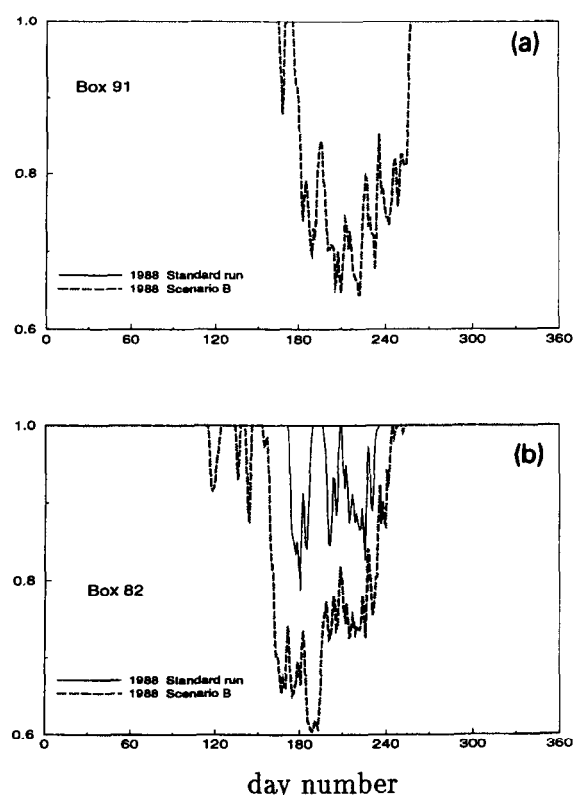 1.0
(a)
Box 91
0.8
1988 Standard run
1988 Scenario B
0.6
0 60 120 180 240 300 360
1.0
(b)
0.8
Box 82
1988 Standard run
1988 Scenario B
0.6
0 60 120 180 240 300 360
day number